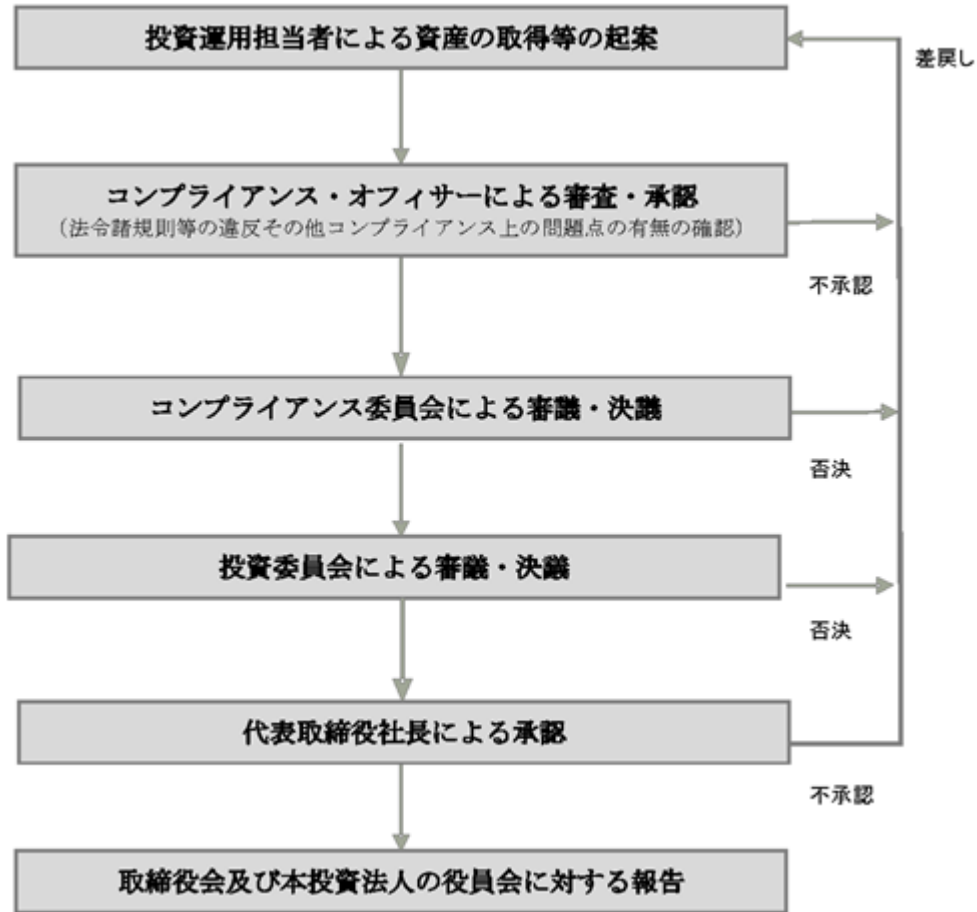 投資運用担当者による資産の取得等の起案
差戻し
コンプライアンス・オフィサーによる審査・承認
（法令諸規則等の違反その他コンプライアンス上の問題点の有無の確認）
不承認
コンプライアンス委員会による審議・決議
否決
投資委員会による審議・決議
否決
代表取締役社長による承認
不承認
取締役会及び本投資法人の役員会に対する報告